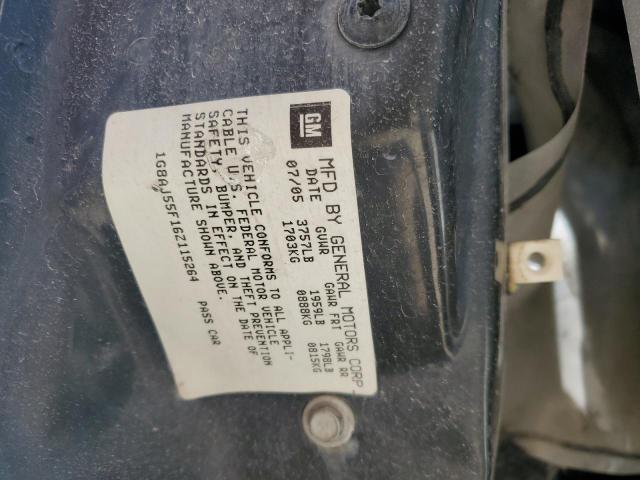 GM
MFD BY GENERAL MOTORS CORP
DATE GVWR GAWR FRT GAWR RR
07/05 3757LB 1959LB 1798LB
1703KG 0888KG 0815KG
THIS VEHICLE CONFORMS TO ALL APPLI-
CABLE U.S. FEDERAL MOTOR VEHICLE
SAFETY, BUMPER, AND THEFT PREVENTION
STANDARDS IN EFFECT ON THE DATE OF
MANUFACTURE SHOWN ABOVE.
1G8AJ55F16Z115264 PASS CAR